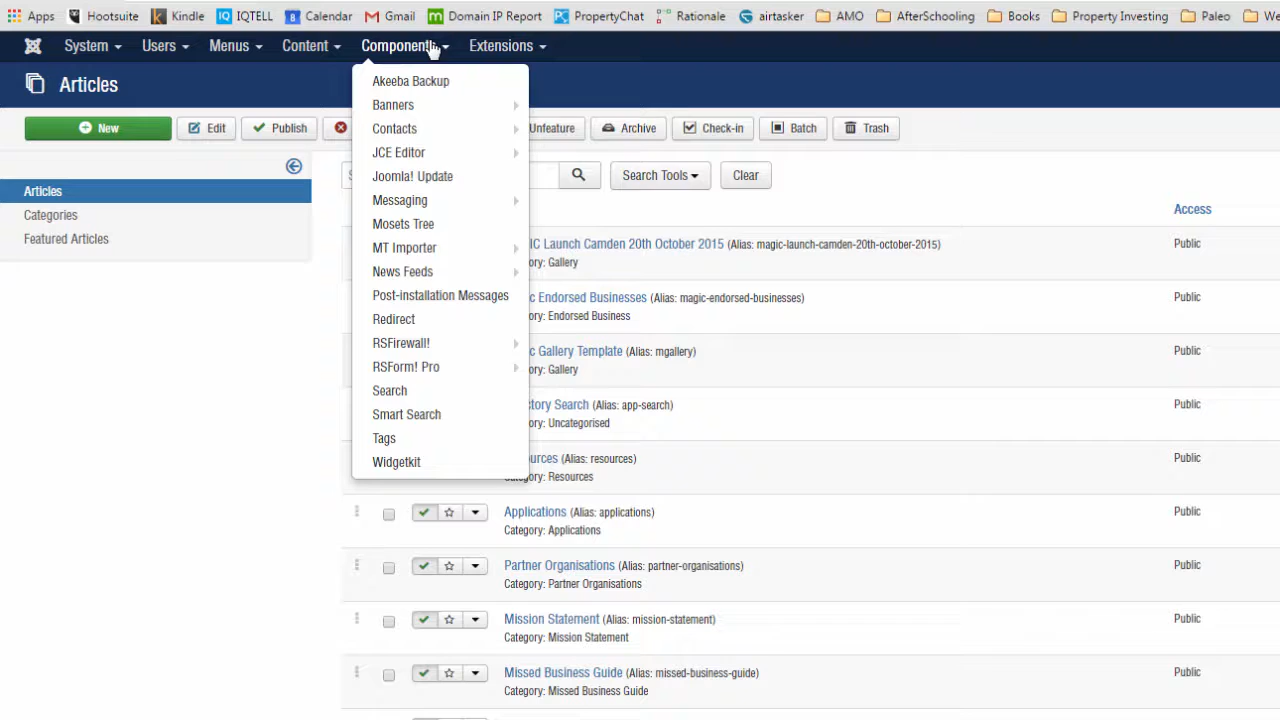 Apps Hootsuite Kindle IQTELL Calendar Gmail Domain IP Report PropertyChat Rationale airtasker AMO AfterSchooling Books Property Investing Paleo We
System Users Menus Content Component Extensions
Articles
New Edit Publish Unfeature Archive Check-in Batch Trash
Akeeba Backup
Banners
Contacts
JCE Editor
Joomla! Update
Messaging
Mosets Tree
MT Importer
News Feeds
Post-installation Messages
Redirect
RSFirewall!
RSForm! Pro
Search
Smart Search
Tags
Widgetkit
Articles
Categories
Featured Articles
Search Tools Clear
Access
IC Launch Camden 20th October 2015 (Alias: magic-launch-camden-20th-october-2015) Public
ory: Gallery
c Endorsed Businesses (Alias: magic-endorsed-businesses) Public
ory: Endorsed Business
c Gallery Template (Alias: mgallery) Public
ory: Gallery
ctory Search (Alias: app-search) Public
ory: Uncategorised
ources (Alias: resources) Public
Category: Resources
Applications (Alias: applications) Public
Category: Applications
Partner Organisations (Alias: partner-organisations) Public
Category: Partner Organisations
Mission Statement (Alias: mission-statement) Public
Category: Mission Statement
Missed Business Guide (Alias: missed-business-guide) Public
Category: Missed Business Guide